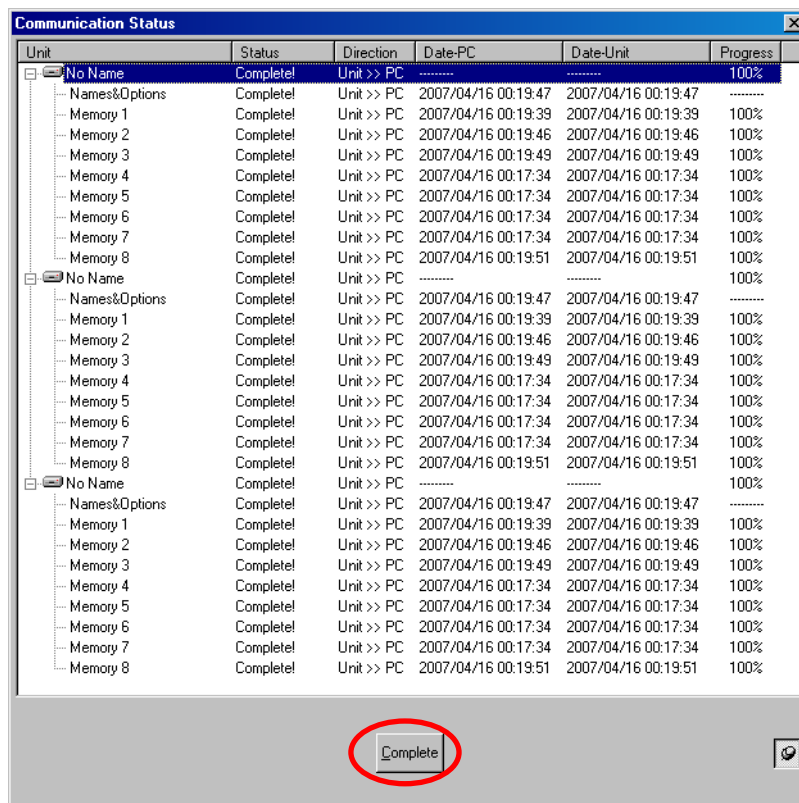 Communication Status
Unit Status Direction Date-PC Date-Unit Progress
No Name Complete! Unit >> PC --------- --------- 100%
Names&Options Complete! Unit >> PC 2007/04/16 00:19:47 2007/04/16 00:19:47 ---------
Memory 1 Complete! Unit >> PC 2007/04/16 00:19:39 2007/04/16 00:19:39 100%
Memory 2 Complete! Unit >> PC 2007/04/16 00:19:46 2007/04/16 00:19:46 100%
Memory 3 Complete! Unit >> PC 2007/04/16 00:19:49 2007/04/16 00:19:49 100%
Memory 4 Complete! Unit >> PC 2007/04/16 00:17:34 2007/04/16 00:17:34 100%
Memory 5 Complete! Unit >> PC 2007/04/16 00:17:34 2007/04/16 00:17:34 100%
Memory 6 Complete! Unit >> PC 2007/04/16 00:17:34 2007/04/16 00:17:34 100%
Memory 7 Complete! Unit >> PC 2007/04/16 00:17:34 2007/04/16 00:17:34 100%
Memory 8 Complete! Unit >> PC 2007/04/16 00:19:51 2007/04/16 00:19:51 100%
No Name Complete! Unit >> PC --------- --------- 100%
Names&Options Complete! Unit >> PC 2007/04/16 00:19:47 2007/04/16 00:19:47 ---------
Memory 1 Complete! Unit >> PC 2007/04/16 00:19:39 2007/04/16 00:19:39 100%
Memory 2 Complete! Unit >> PC 2007/04/16 00:19:46 2007/04/16 00:19:46 100%
Memory 3 Complete! Unit >> PC 2007/04/16 00:19:49 2007/04/16 00:19:49 100%
Memory 4 Complete! Unit >> PC 2007/04/16 00:17:34 2007/04/16 00:17:34 100%
Memory 5 Complete! Unit >> PC 2007/04/16 00:17:34 2007/04/16 00:17:34 100%
Memory 6 Complete! Unit >> PC 2007/04/16 00:17:34 2007/04/16 00:17:34 100%
Memory 7 Complete! Unit >> PC 2007/04/16 00:17:34 2007/04/16 00:17:34 100%
Memory 8 Complete! Unit >> PC 2007/04/16 00:19:51 2007/04/16 00:19:51 100%
No Name Complete! Unit >> PC --------- --------- 100%
Names&Options Complete! Unit >> PC 2007/04/16 00:19:47 2007/04/16 00:19:47 ---------
Memory 1 Complete! Unit >> PC 2007/04/16 00:19:39 2007/04/16 00:19:39 100%
Memory 2 Complete! Unit >> PC 2007/04/16 00:19:46 2007/04/16 00:19:46 100%
Memory 3 Complete! Unit >> PC 2007/04/16 00:19:49 2007/04/16 00:19:49 100%
Memory 4 Complete! Unit >> PC 2007/04/16 00:17:34 2007/04/16 00:17:34 100%
Memory 5 Complete! Unit >> PC 2007/04/16 00:17:34 2007/04/16 00:17:34 100%
Memory 6 Complete! Unit >> PC 2007/04/16 00:17:34 2007/04/16 00:17:34 100%
Memory 7 Complete! Unit >> PC 2007/04/16 00:17:34 2007/04/16 00:17:34 100%
Memory 8 Complete! Unit >> PC 2007/04/16 00:19:51 2007/04/16 00:19:51 100%
Complete